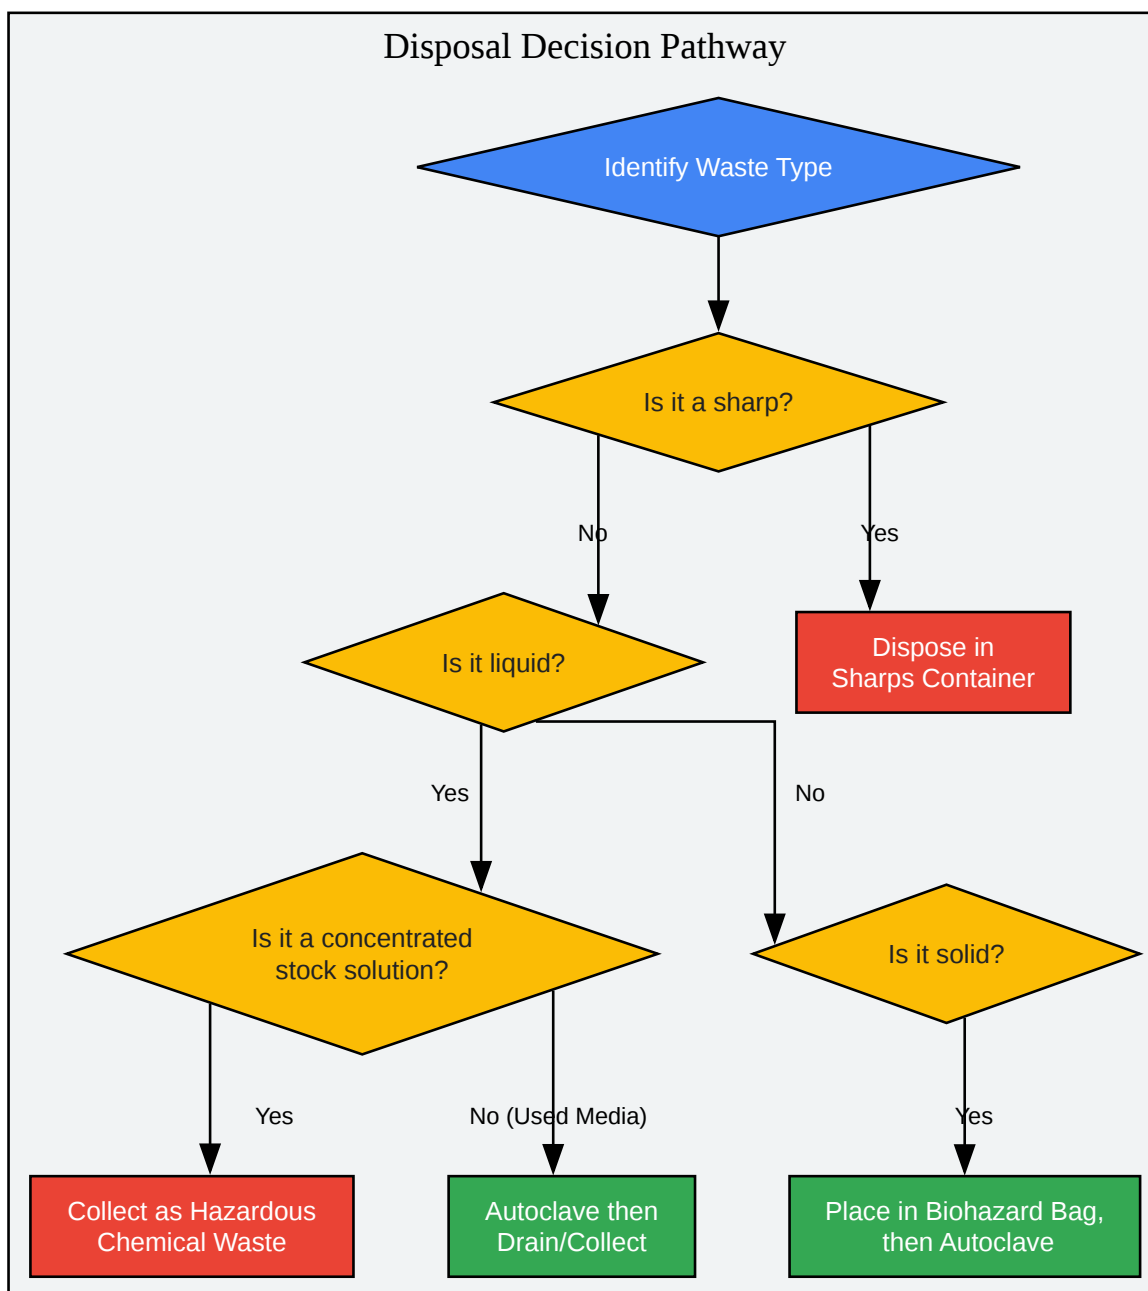 Disposal Decision Pathway
Identify Waste Type
Is it a sharp?
No
Yes
Is it liquid?
Dispose in
Sharps Container
Yes
No
Is it a concentrated
stock solution?
Is it solid?
Yes
No (Used Media)
Yes
Collect as Hazardous
Chemical Waste
Autoclave then
Drain/Collect
Place in Biohazard Bag,
then Autoclave